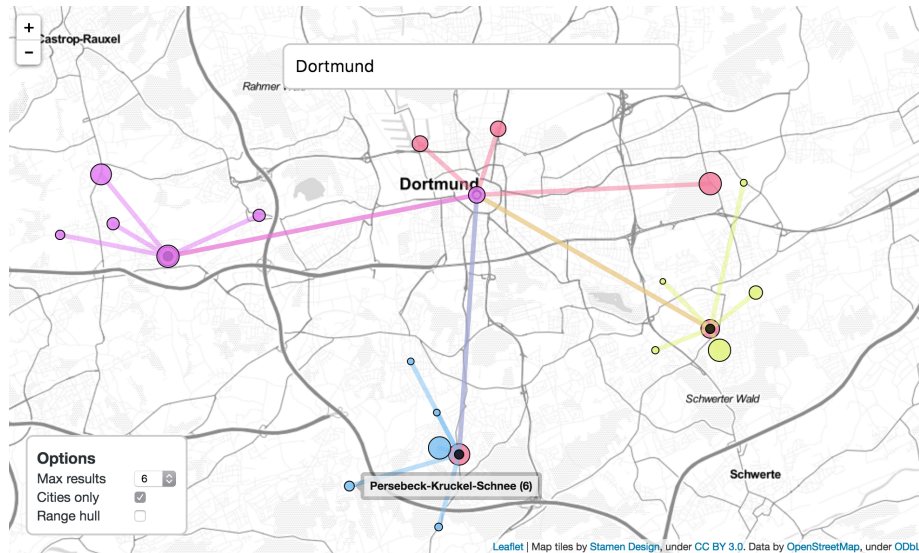 +
−
Castrop-Rauxel
Dortmund
Rahmer
Dortmund
Schwerter Wald
Schwerte
Options
Max results 6
Cities only
Range hull
Persebeck-Kruckel-Schnee (6)
Leaflet | Map tiles by Stamen Design, under CC BY 3.0. Data by OpenStreetMap, under ODbL